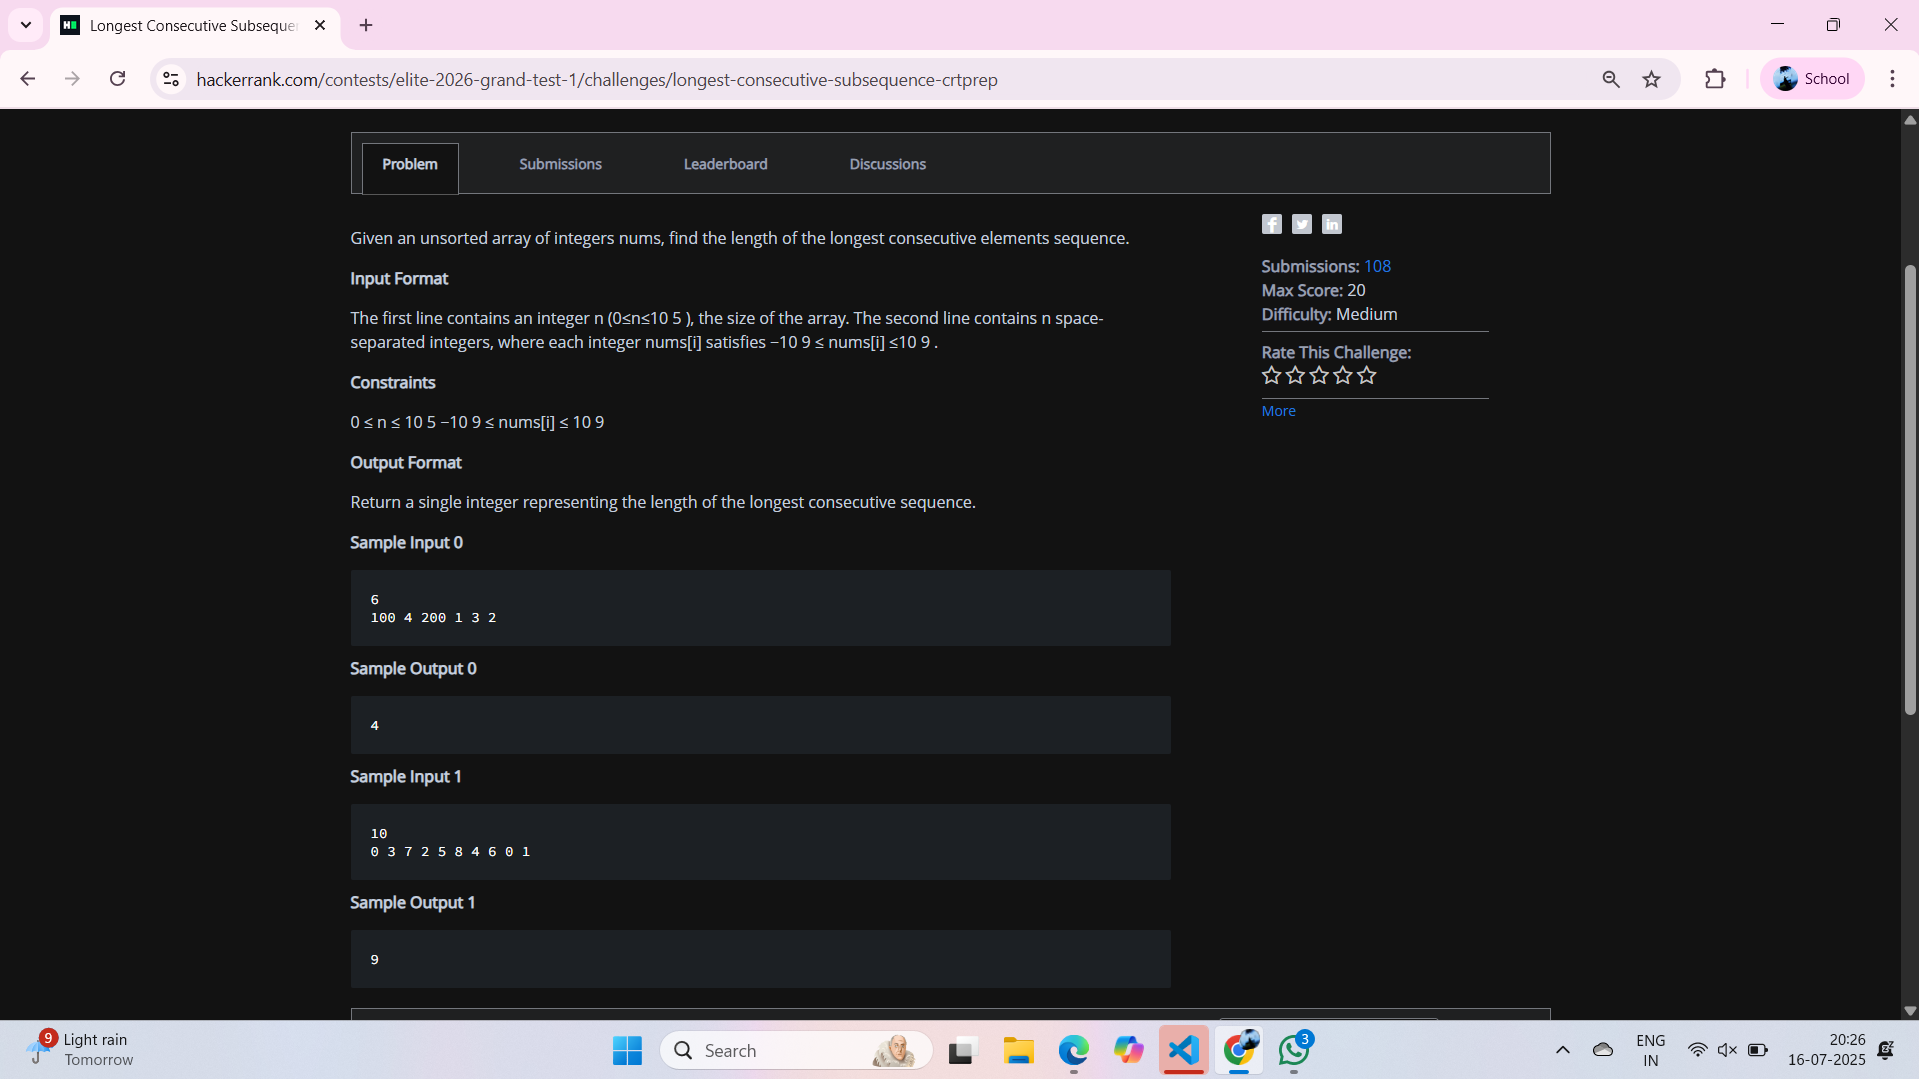 Longest Consecutive Subseque
hackerrank.com/contests/elite-2026-grand-test-1/challenges/longest-consecutive-subsequence-crtprep
School
Problem
Submissions
Leaderboard
Discussions
Given an unsorted array of integers nums, find the length of the longest consecutive elements sequence.
Input Format
The first line contains an integer n (0≤n≤10 5 ), the size of the array. The second line contains n space-
separated integers, where each integer nums[i] satisfies −10 9 ≤ nums[i] ≤10 9 .
Constraints
0 ≤ n ≤ 10 5 −10 9 ≤ nums[i] ≤ 10 9
Output Format
Return a single integer representing the length of the longest consecutive sequence.
Sample Input 0
6
100 4 200 1 3 2
Sample Output 0
4
Sample Input 1
10
0 3 7 2 5 8 4 6 0 1
Sample Output 1
9
Submissions: 108
Max Score: 20
Difficulty: Medium
Rate This Challenge:
More
9
Light rain
Tomorrow
Search
3
ENG
IN
20:26
16-07-2025